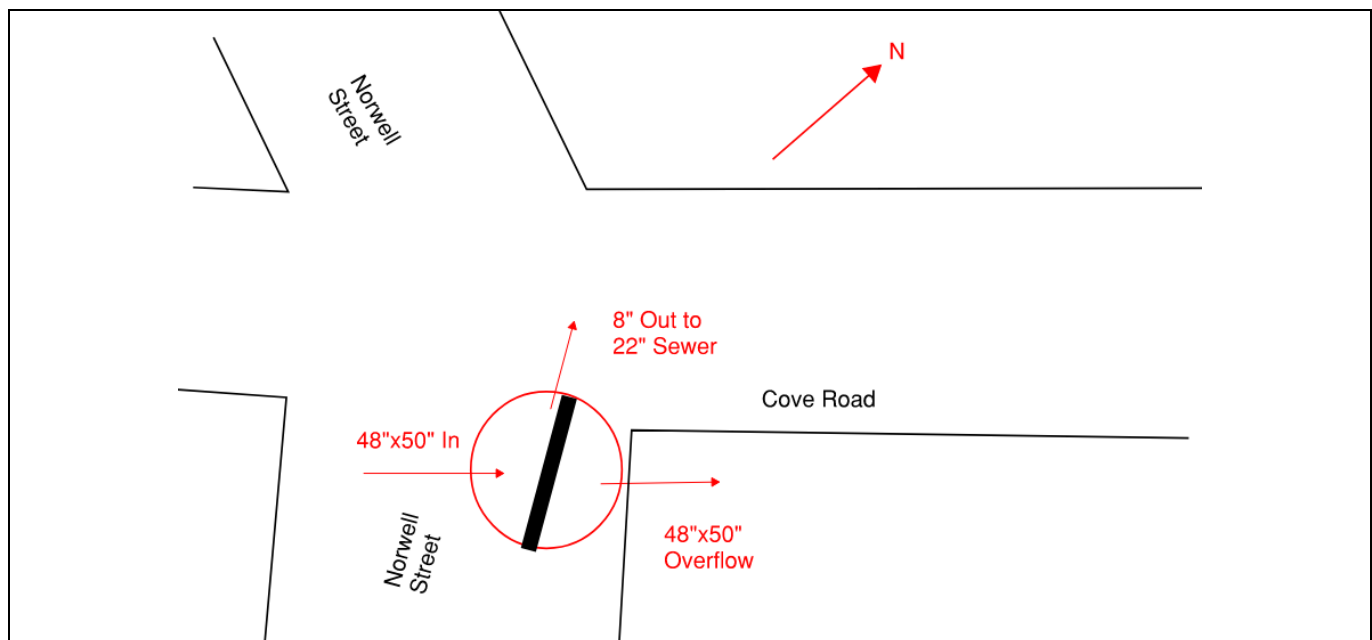 N
Norwell
Street
8" Out to
22" Sewer
Cove Road
48"x50" In
Norwell
Street
48"x50"
Overflow